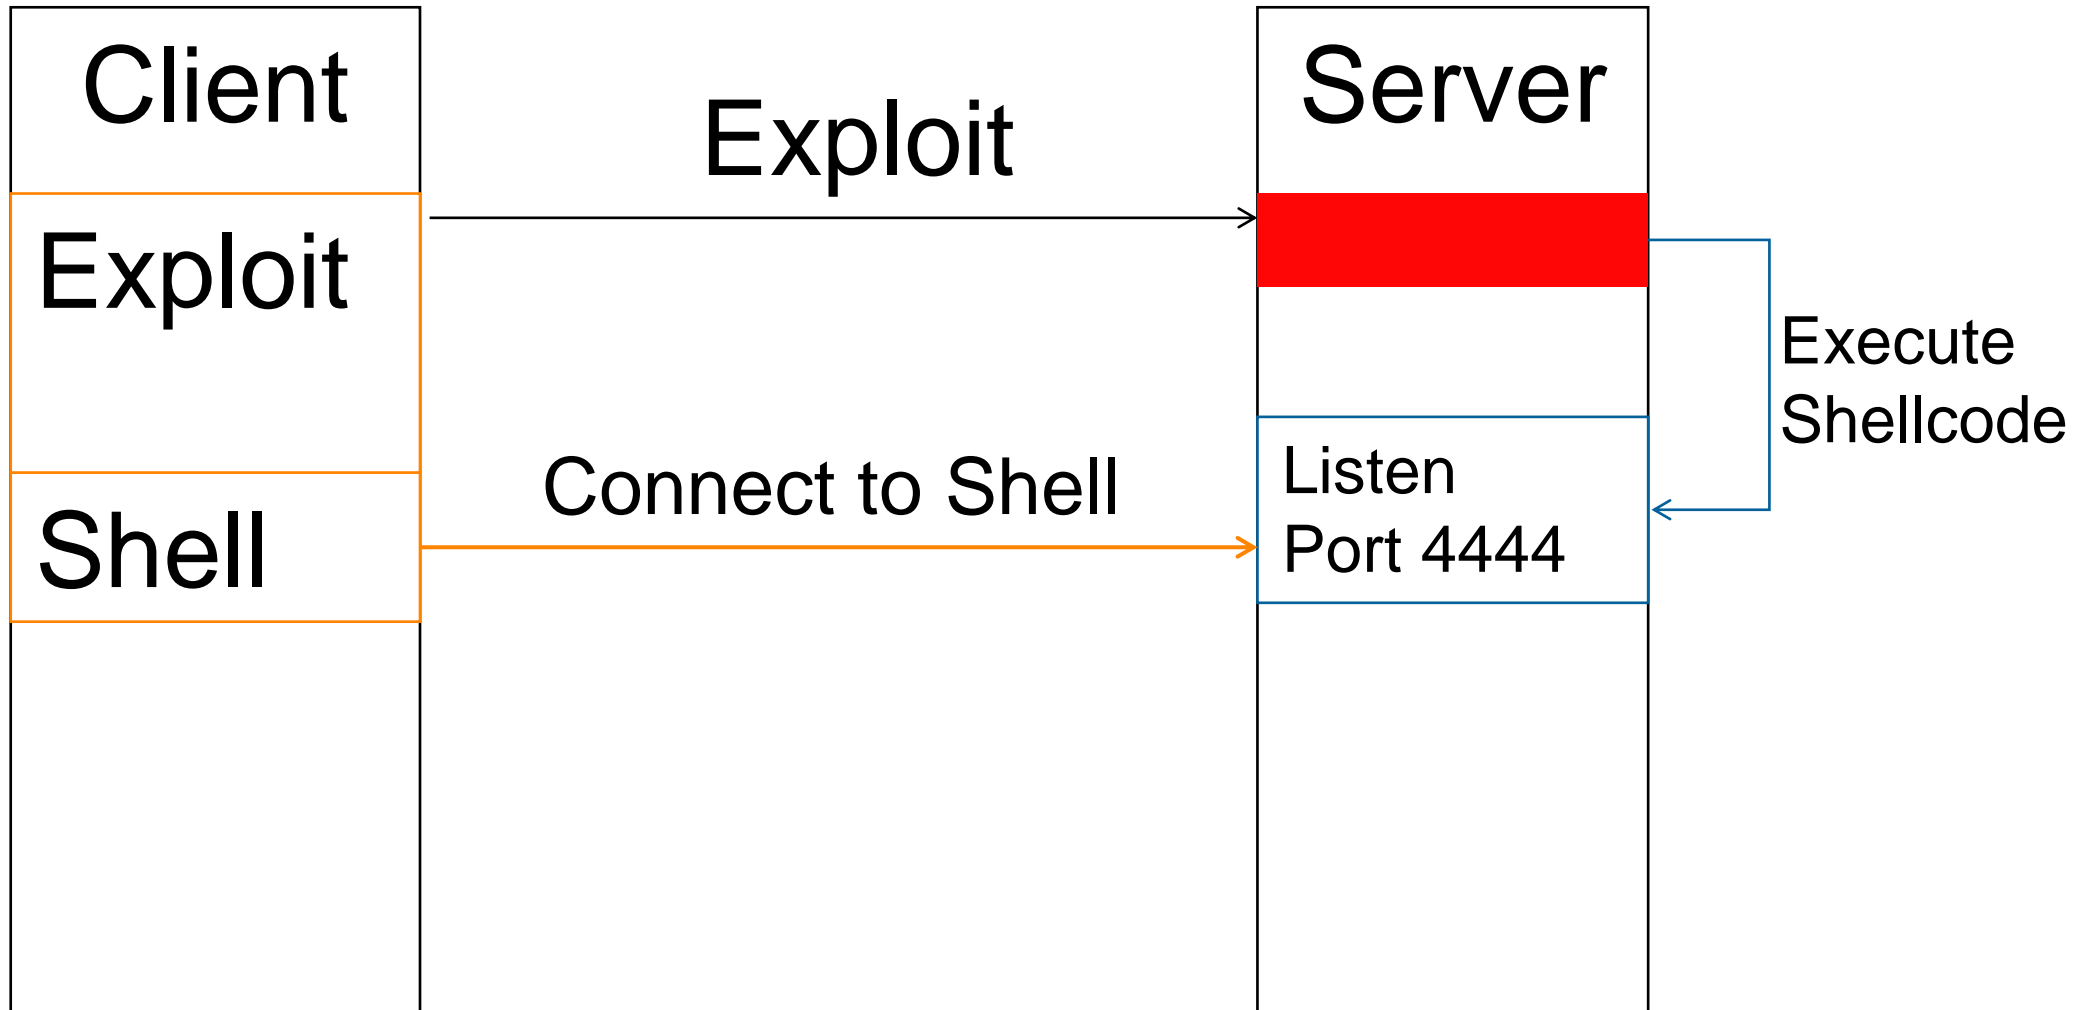 Client
Exploit
Server
Exploit
Execute
Shellcode
Connect to Shell
Listen
Port 4444
Shell